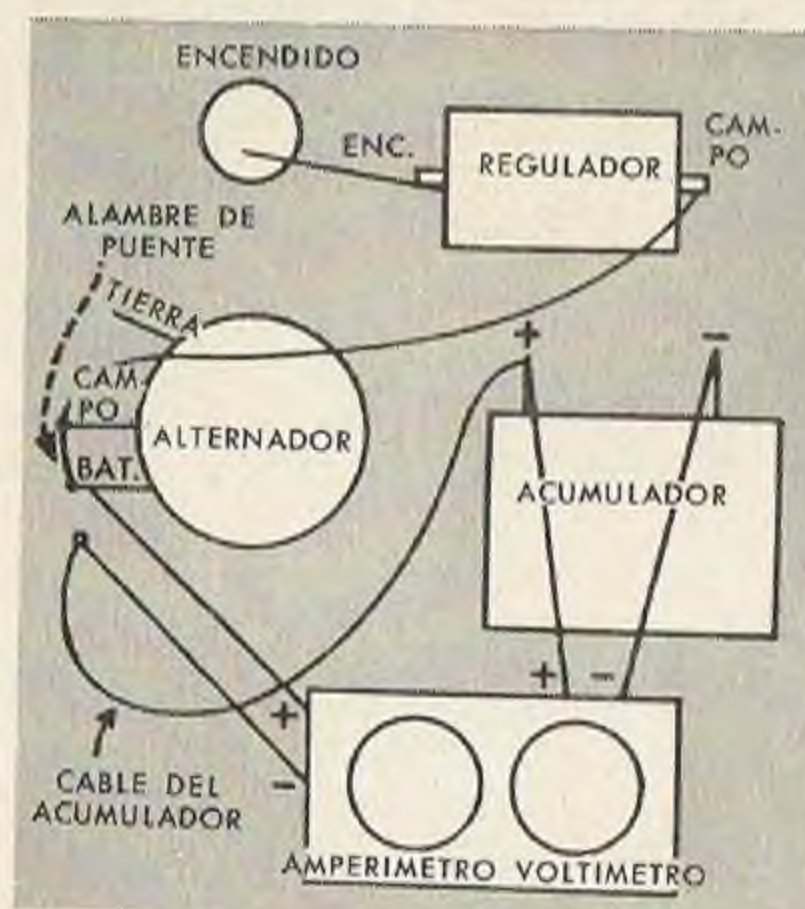 ENCENDIDO
ENC.
REGULADOR
CAM-
PO
ALAMBRE DE
PUENTE
TIERRA
CAM-
PO
BAT.
ALTERNADOR
+
-
ACUMULADOR
+
-
+
-
CABLE DEL
ACUMULADOR
AMPERIMETRO VOLTIMETRO